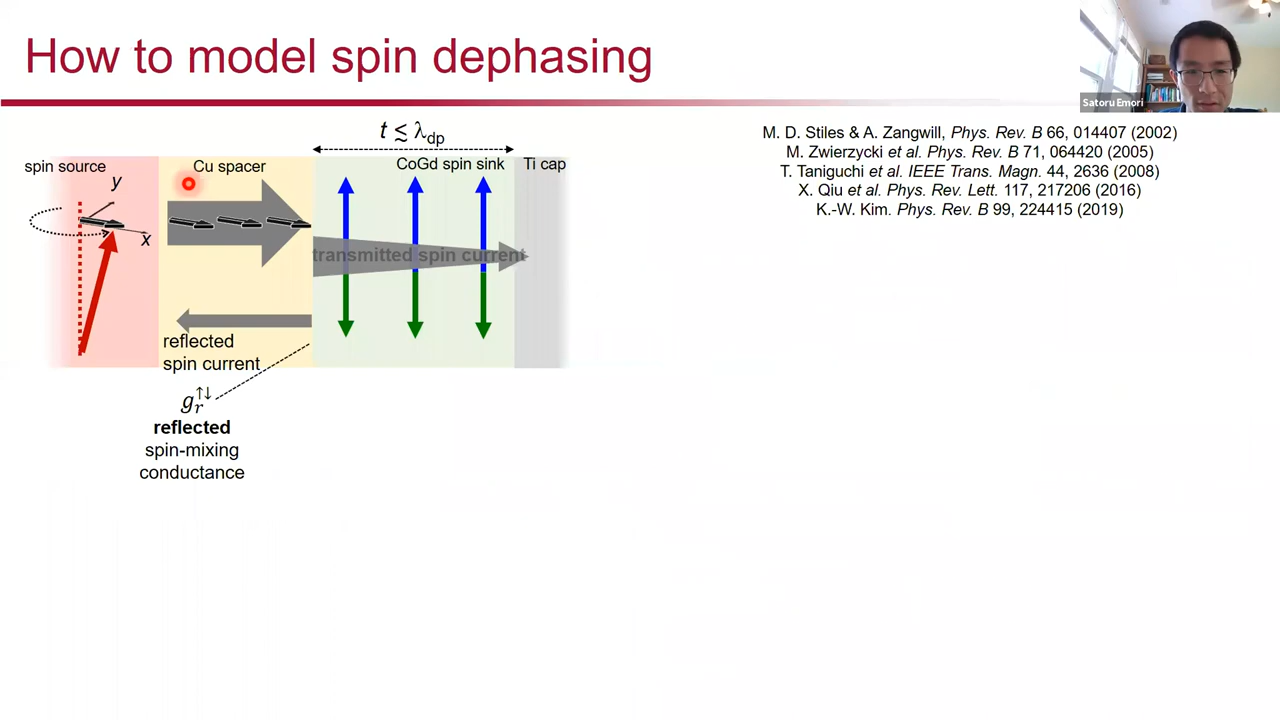 How to model spin dephasing
Satoru Emori
t ≲ λdp
spin source
Cu spacer
CoGd spin sink
Ti cap
y
x
transmitted spin current
reflected
spin current
gr↑↓
reflected
spin-mixing
conductance
M. D. Stiles & A. Zangwill, Phys. Rev. B 66, 014407 (2002)
M. Zwierzycki et al. Phys. Rev. B 71, 064420 (2005)
T. Taniguchi et al. IEEE Trans. Magn. 44, 2636 (2008)
X. Qiu et al. Phys. Rev. Lett. 117, 217206 (2016)
K.-W. Kim. Phys. Rev. B 99, 224415 (2019)